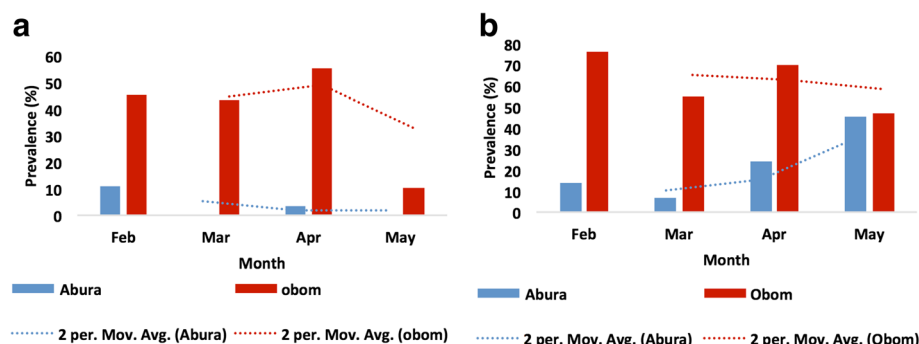 a
60
50
40
30
20
10
0
Prevalence (%)
Feb Mar Apr May
Month
Abura obom
2 per. Mov. Avg. (Abura) 2 per. Mov. Avg. (obom)
b
80
70
60
50
40
30
20
10
0
Prevalence (%)
Feb Mar Apr May
Month
Abura Obom
2 per. Mov. Avg. (Abura) 2 per. Mov. Avg. (Obom)